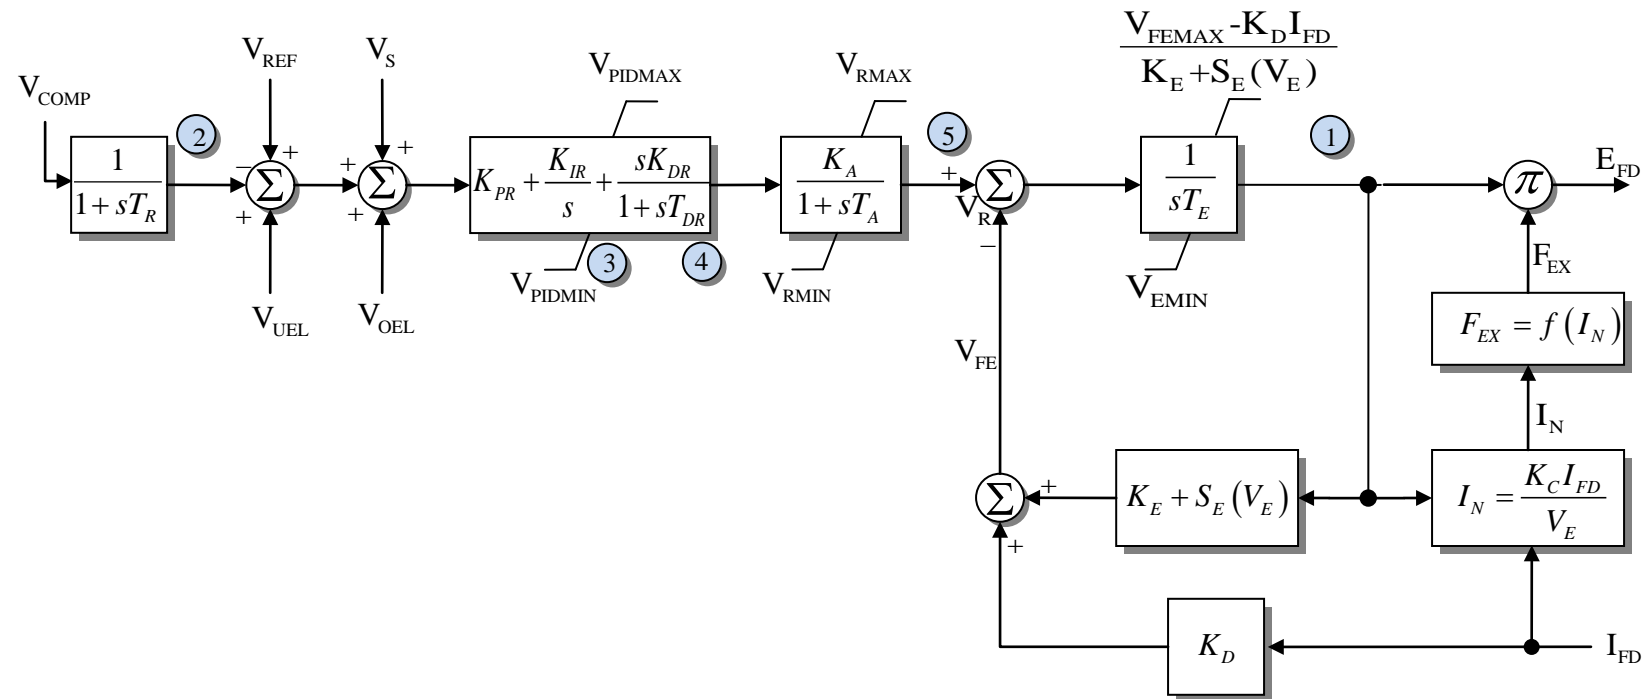 V_COMP
1
1 + sT_R
2
V_REF
−
+
Σ
+
V_UEL
V_S
+
+
Σ
+
V_OEL
V_PIDMAX
K_PR + K_IR/s + sK_DR/(1 + sT_DR)
V_PIDMIN
3
4
V_RMAX
K_A
1 + sT_A
V_RMIN
5
+
Σ
V_R
−
V_FEMAX -K_D I_FD
K_E +S_E (V_E)
1
sT_E
V_EMIN
1
π
E_FD
F_EX
F_EX = f(I_N)
I_N
V_FE
Σ
+
+
K_E + S_E(V_E)
I_N = K_C I_FD / V_E
K_D
I_FD